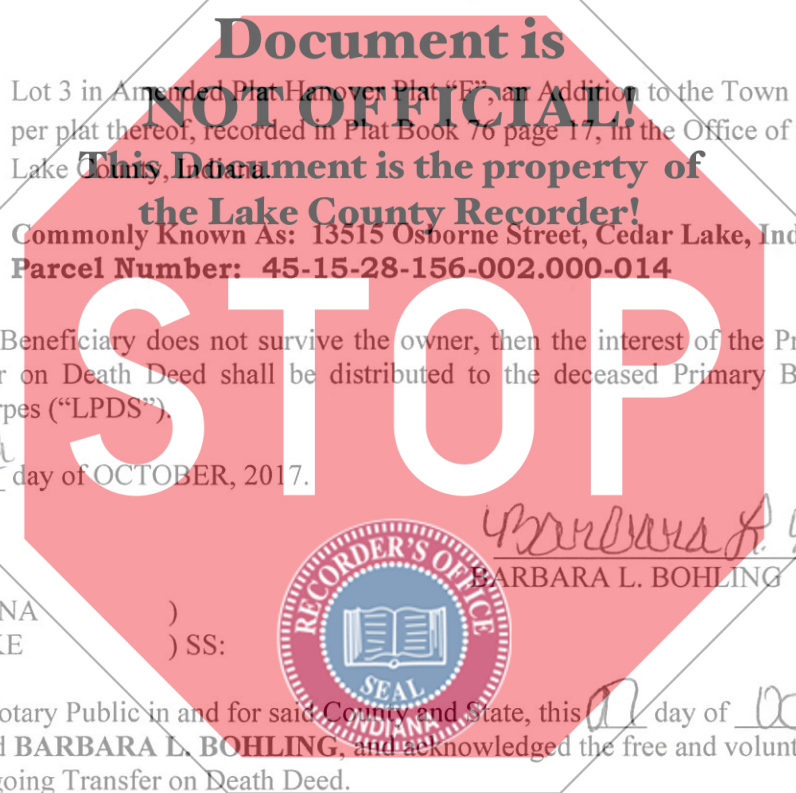 Document is
NOT OFFICIAL!
This Document is the property of
the Lake County Recorder!
Lot 3 in Amended Plat Hanover Plat “F”, an Addition to the Town
per plat thereof, recorded in Plat Book 76 page 17, in the Office of
Lake County, Indiana.
Commonly Known As: 13515 Osborne Street, Cedar Lake, Ind
Parcel Number: 45-15-28-156-002.000-014
STOP
Beneficiary does not survive the owner, then the interest of the Pr
r on Death Deed shall be distributed to the deceased Primary B
rpes (“LPDS”).
day of OCTOBER, 2017.
Barbara L.
BARBARA L. BOHLING
NA )
KE ) SS:
RECORDER'S OFFICE
SEAL
INDIANA
otary Public in and for said County and State, this day of Oc
d BARBARA L. BOHLING, and acknowledged the free and volunt
going Transfer on Death Deed.